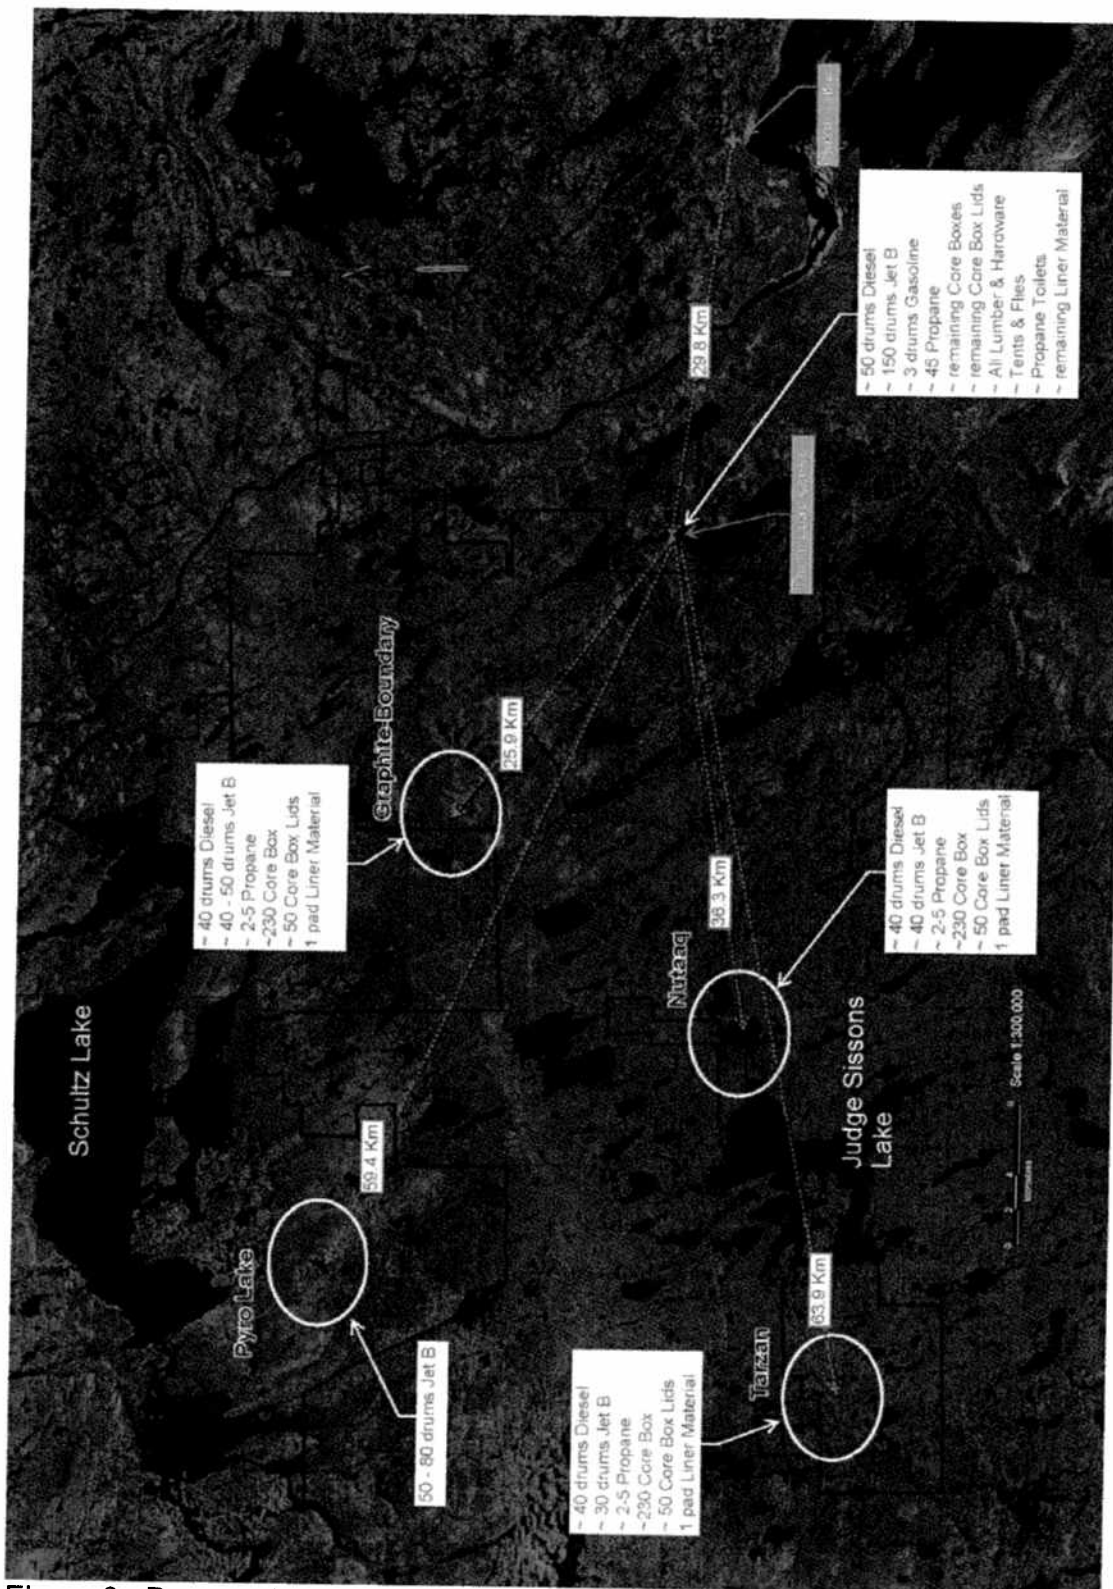 Schultz Lake
Pyro Lake
59.4 Km
50 - 80 drums Jet B
~ 40 drums Diesel
~ 40 - 50 drums Jet B
~ 2-5 Propane
~230 Core Box
~ 50 Core Box Lids
1 pad Liner Material
Graphite Boundary
25.9 Km
29.8 Km
~ 50 drums Diesel
~ 150 drums Jet B
~ 3 drums Gasoline
~ 45 Propane
~ remaining Core Boxes
~ remaining Core Box Lids
~ All Lumber & Hardware
~ Tents & Flies
~ Propane Toilets
~ remaining Liner Material
Nutaaq
36.3 Km
~ 40 drums Diesel
~ 40 drums Jet B
~ 2-5 Propane
~230 Core Box
~ 50 Core Box Lids
1 pad Liner Material
Tarzan
63.9 Km
~ 40 drums Diesel
~ 30 drums Jet B
~ 2-5 Propane
~230 Core Box
~ 50 Core Box Lids
1 pad Liner Material
Judge Sissons
Lake
0 2 4 8
Scale 1:300,000